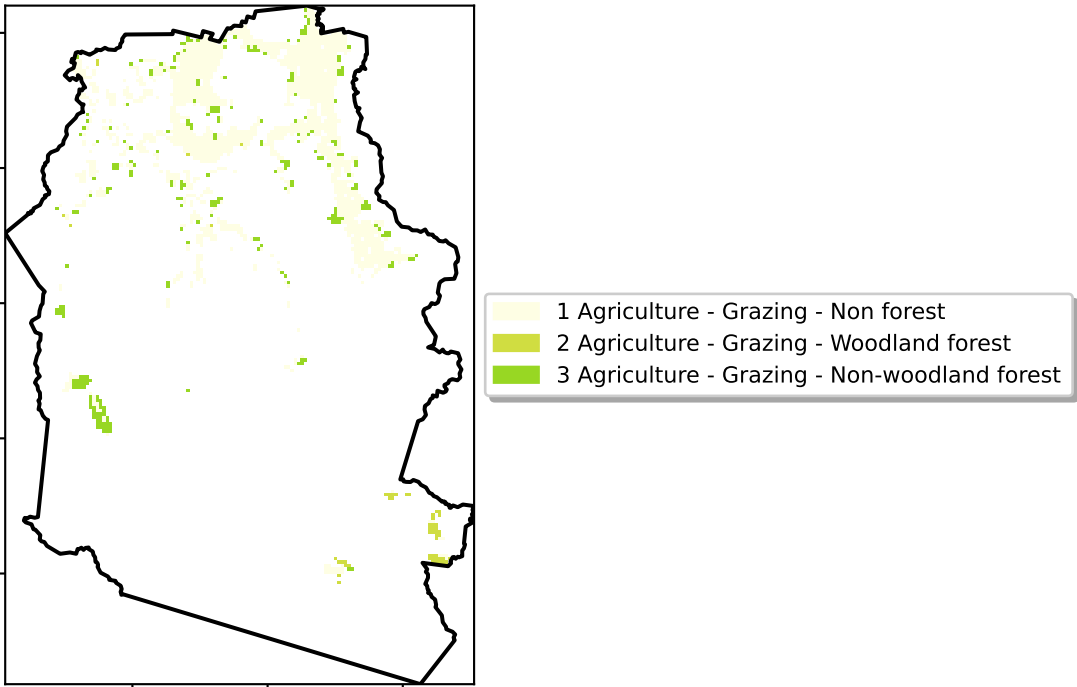 1 Agriculture - Grazing - Non forest
2 Agriculture - Grazing - Woodland forest
3 Agriculture - Grazing - Non-woodland forest